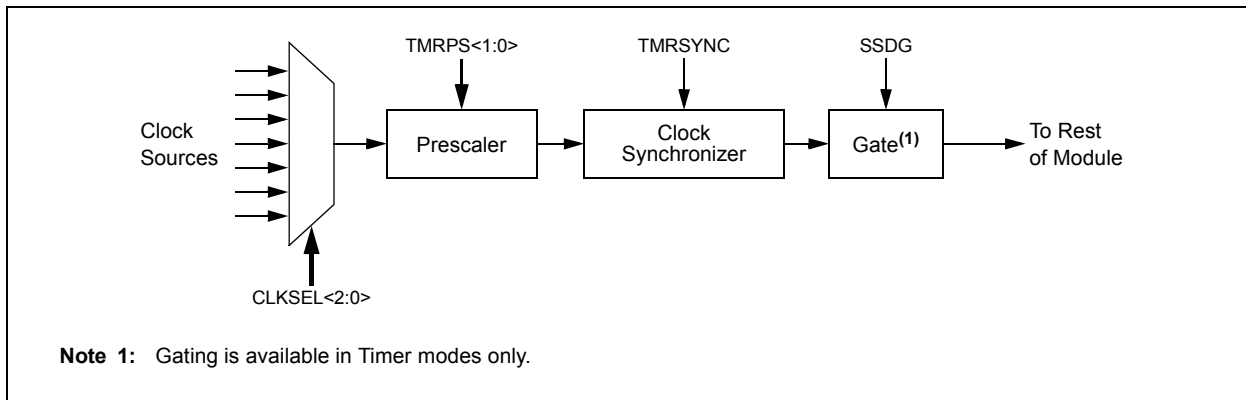 TMRPS<1:0>
TMRSYNC
SSDG
Clock
Sources
Prescaler
Clock
Synchronizer
Gate(1)
To Rest
of Module
CLKSEL<2:0>
Note 1: Gating is available in Timer modes only.